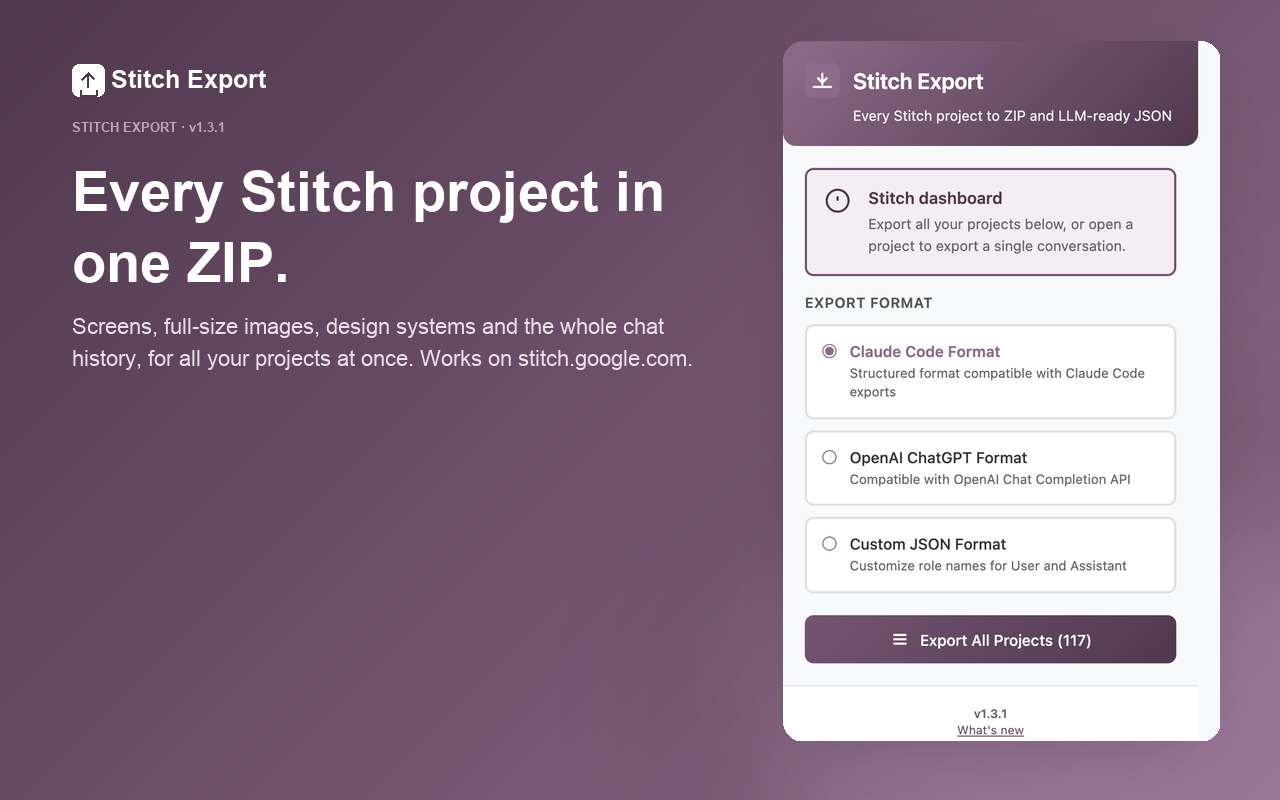 Stitch Export
STITCH EXPORT · v1.3.1
Every Stitch project in
one ZIP.
Screens, full-size images, design systems and the whole chat
history, for all your projects at once. Works on stitch.google.com.
Stitch Export
Every Stitch project to ZIP and LLM-ready JSON
Stitch dashboard
Export all your projects below, or open a
project to export a single conversation.
EXPORT FORMAT
Claude Code Format
Structured format compatible with Claude Code
exports
OpenAI ChatGPT Format
Compatible with OpenAI Chat Completion API
Custom JSON Format
Customize role names for User and Assistant
Export All Projects (117)
v1.3.1
What's new